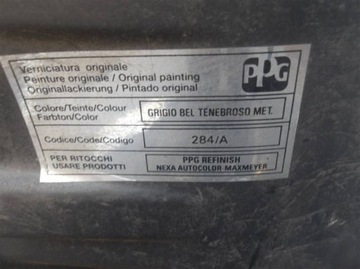 Verniciatura originale
Peinture originale / Original painting
Originallackierung / Pintado original
PPG
Colore/Teinte/Colour
Farbton/Color
GRIGIO BEL TENEBROSO MET.
Codice/Code/Codigo
284/A
PER RITOCCHI
USARE PRODOTTI
PPG REFINISH
NEXA AUTOCOLOR-MAXMEYER